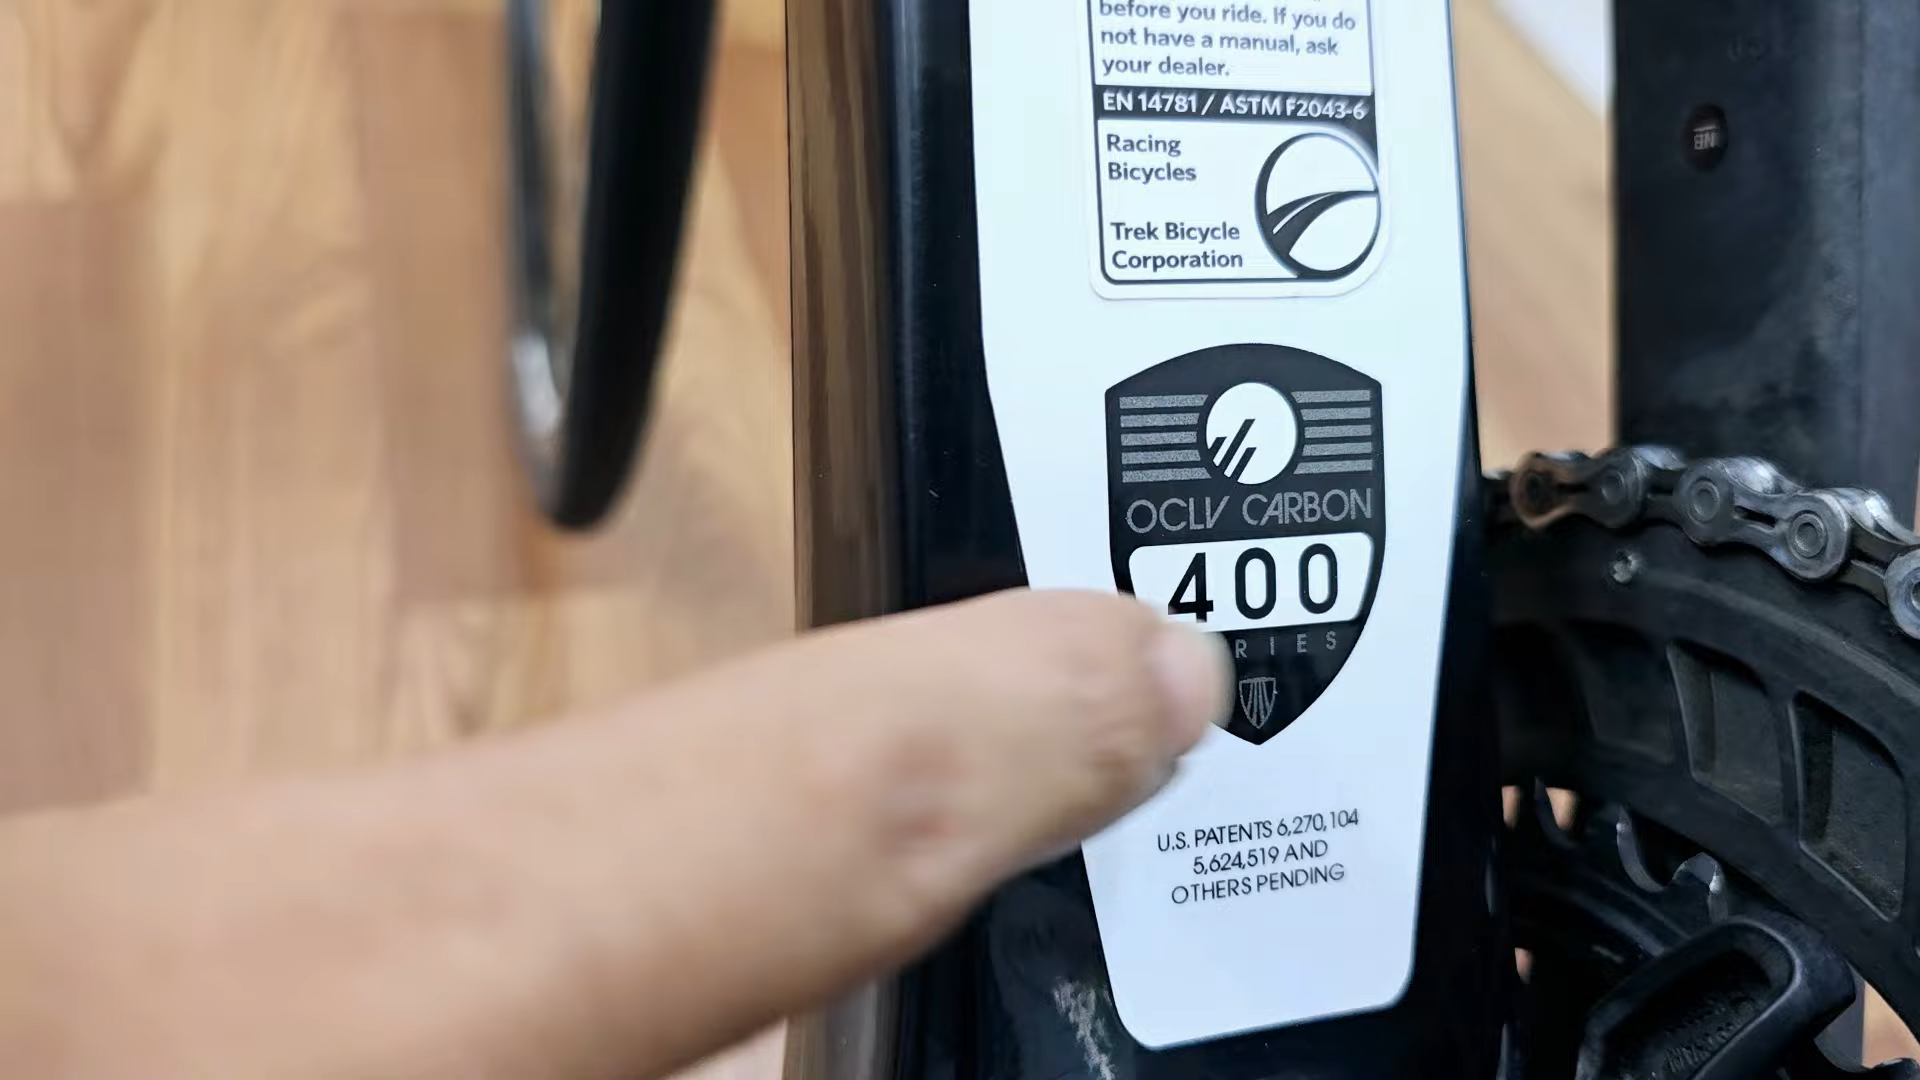 before you ride. If you do
not have a manual, ask
your dealer.
EN 14781 / ASTM F2043-6
Racing
Bicycles
Trek Bicycle
Corporation
OCLV CARBON
400
RIES
U.S. PATENTS 6,270,104
5,624,519 AND
OTHERS PENDING